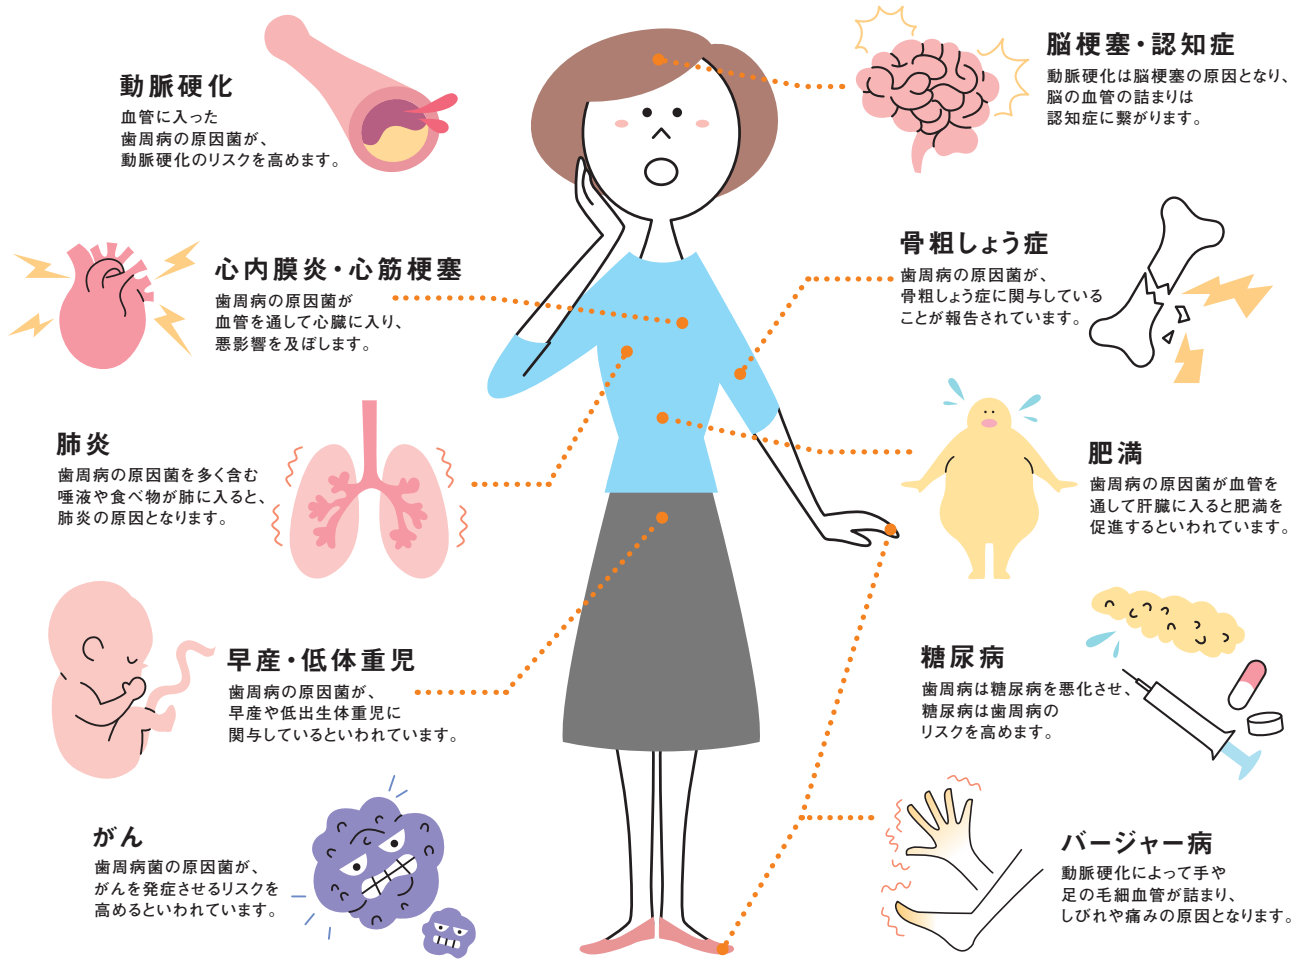 動脈硬化
血管に入った
歯周病の原因菌が、
動脈硬化のリスクを高めます。
脳梗塞・認知症
動脈硬化は脳梗塞の原因となり、
脳の血管の詰まりは
認知症に繋がります。
心内膜炎・心筋梗塞
歯周病の原因菌が
血管を通して心臓に入り、
悪影響を及ぼします。
骨粗しょう症
歯周病の原因菌が、
骨粗しょう症に関与している
ことが報告されています。
肺炎
歯周病の原因菌を多く含む
唾液や食べ物が肺に入ると、
肺炎の原因となります。
肥満
歯周病の原因菌が血管を
通して肝臓に入ると肥満を
促進するといわれています。
早産・低体重児
歯周病の原因菌が、
早産や低出生体重児に
関与しているといわれています。
糖尿病
歯周病は糖尿病を悪化させ、
糖尿病は歯周病の
リスクを高めます。
がん
歯周病菌の原因菌が、
がんを発症させるリスクを
高めるといわれています。
バージャー病
動脈硬化によって手や
足の毛細血管が詰まり、
しびれや痛みの原因となります。